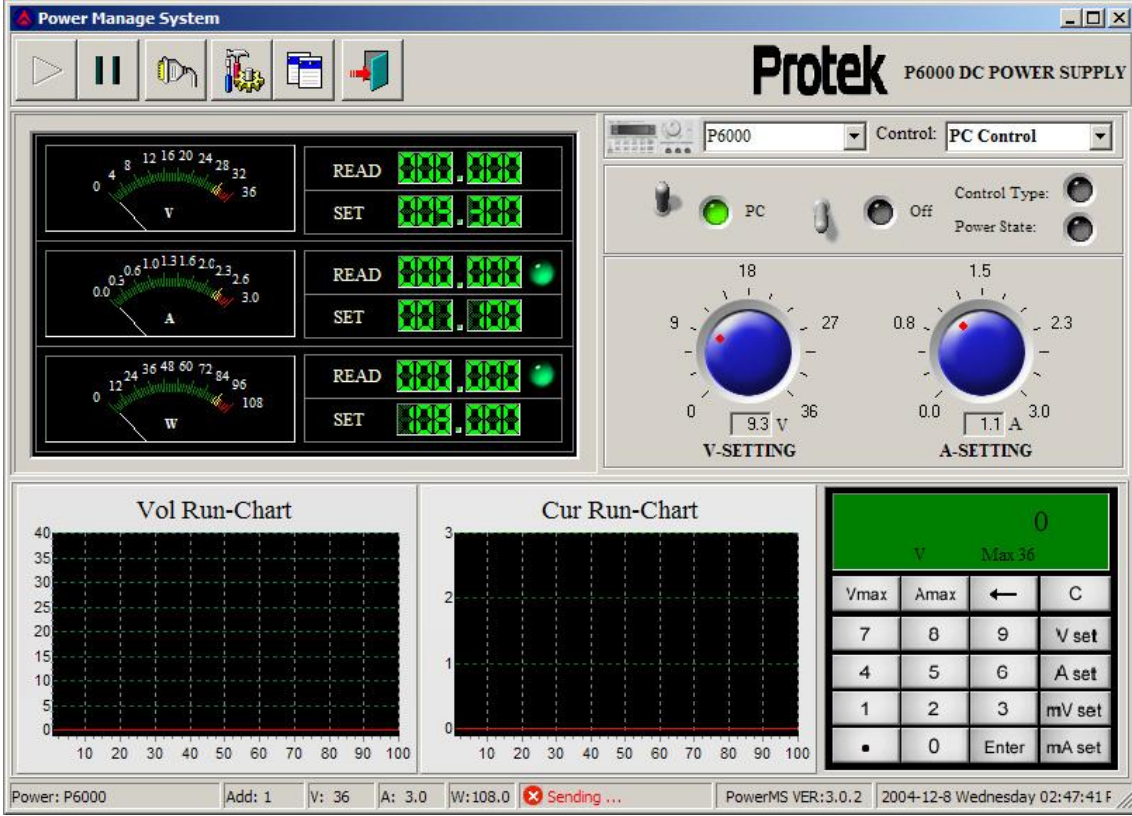 Power Manage System
Protek P6000 DC POWER SUPPLY
P6000 Control: PC Control
0 4 8 12 16 20 24 28 32 36
V
READ
SET
0.0 0.3 0.6 1.0 1.3 1.6 2.0 2.3 2.6 3.0
A
READ
SET
0 12 24 36 48 60 72 84 96 108
W
READ
SET
PC Off Control Type:
Power State:
0 9 18 27 36
9.3 V
V-SETTING
0.0 0.8 1.5 2.3 3.0
1.1 A
A-SETTING
Vol Run-Chart
40
35
30
25
20
15
10
5
0
10 20 30 40 50 60 70 80 90 100
Cur Run-Chart
3
2
1
0
10 20 30 40 50 60 70 80 90 100
0
V Max 36
Vmax Amax ← C
7 8 9 V set
4 5 6 A set
1 2 3 mV set
. 0 Enter mA set
Power: P6000 Add: 1 V: 36 A: 3.0 W:108.0 Sending ... PowerMS VER:3.0.2 2004-12-8 Wednesday 02:47:41